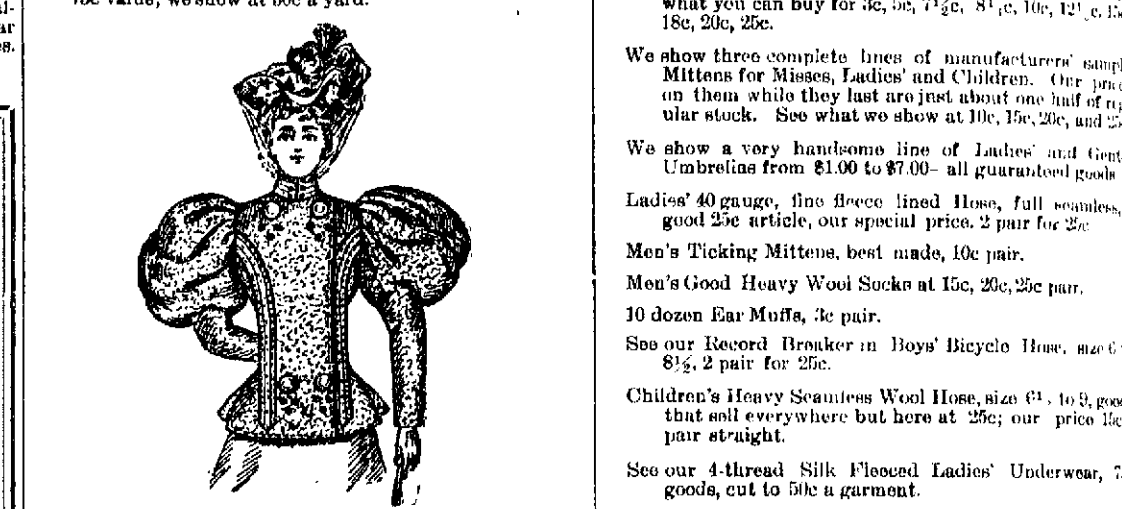 75c value, we show at 50c a yard.
what you can buy for 3c, 5c, 7½c, 8⅓c, 10c, 12½c,
18c, 20c, 25c.
We show three complete lines of manufacturers'
Mittens for Misses, Ladies' and Children. Our
on them while they last are just about one half of
ular stock. See what we show at 10c, 15c, 20c, and
We show a very handsome line of Ladies' and
Umbrellas from $1.00 to $7.00- all guaranteed goods
Ladies' 40 gauge, fine fleece lined Hose, full seamless,
good 25c article, our special price. 2 pair for 25c
Men's Ticking Mittens, best made, 10c pair.
Men's Good Heavy Wool Socks at 15c, 20c, 25c pair.
10 dozen Ear Muffs, 3c pair.
See our Record Breaker in Boys' Bicycle Hose, size 6
8½, 2 pair for 25c.
Children's Heavy Seamless Wool Hose, size 6½ to 9,
that sell everywhere but here at 25c; our price 15c
pair straight.
See our 4-thread Silk Fleeced Ladies' Underwear,
goods, cut to 50c a garment.